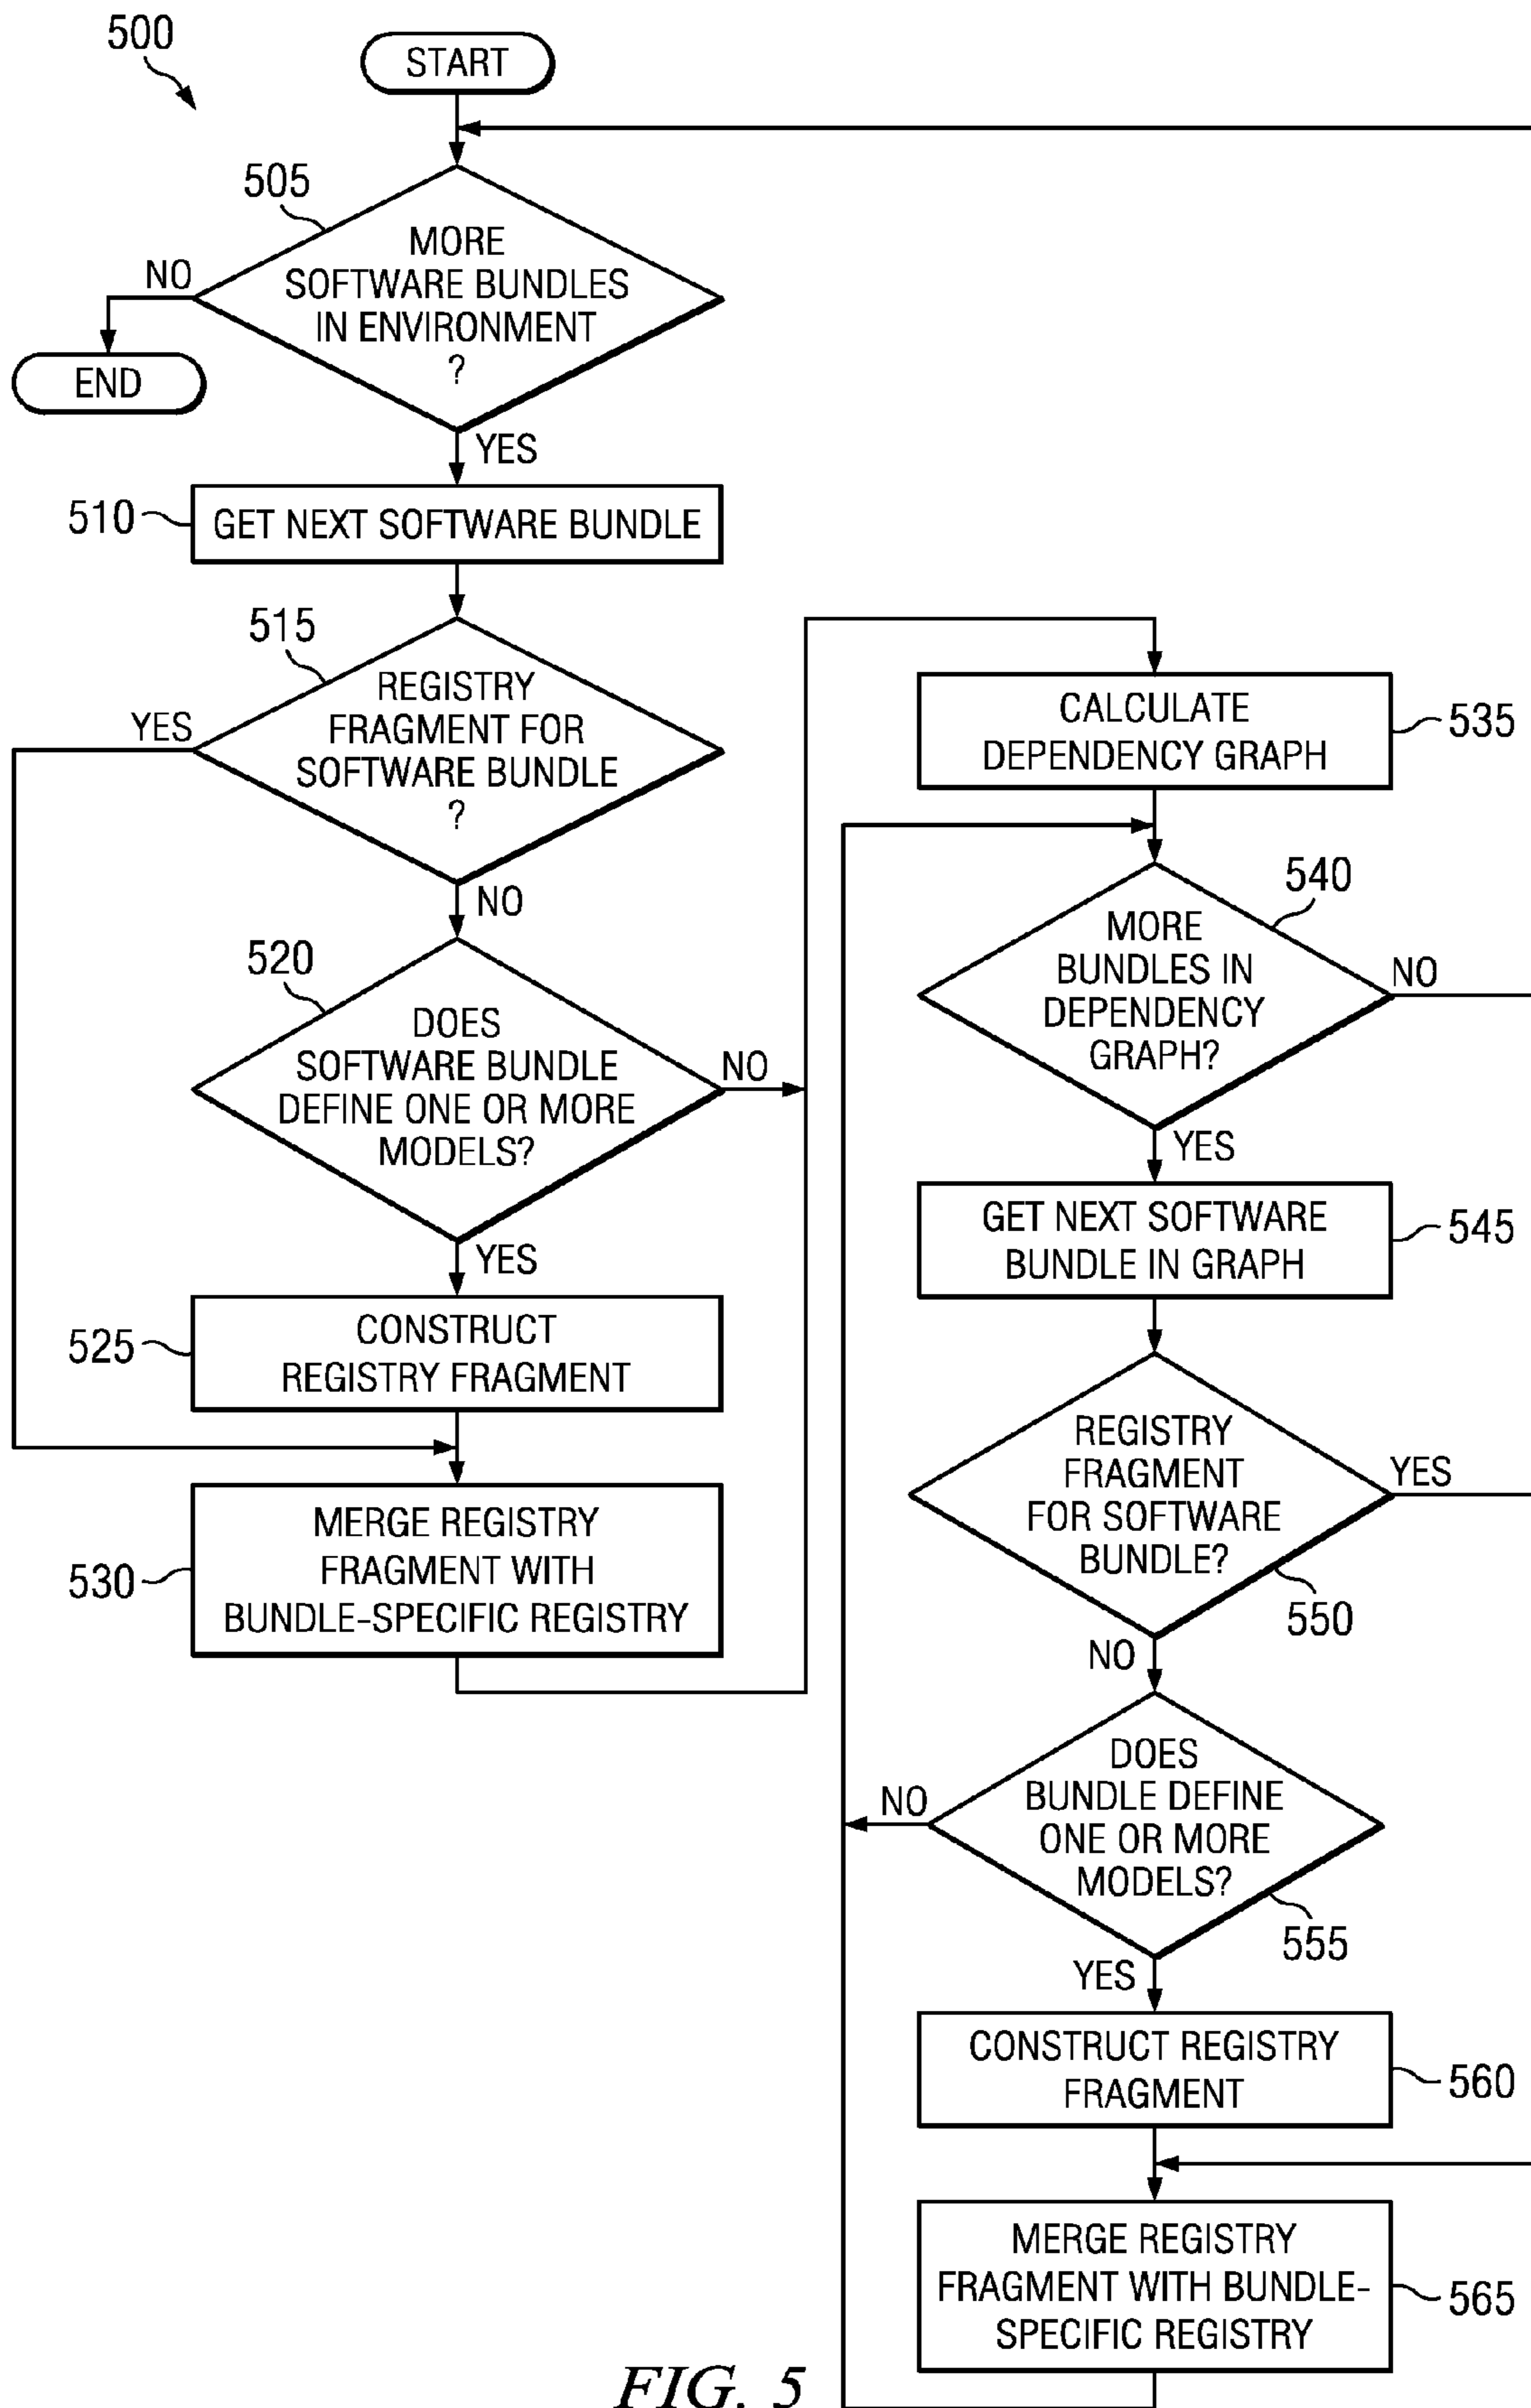 500
START
505
MORE
SOFTWARE BUNDLES
IN ENVIRONMENT
?
NO
END
YES
510
GET NEXT SOFTWARE BUNDLE
515
REGISTRY
FRAGMENT FOR
SOFTWARE BUNDLE
?
YES
NO
520
DOES
SOFTWARE BUNDLE
DEFINE ONE OR MORE
MODELS?
NO
YES
525
CONSTRUCT
REGISTRY FRAGMENT
530
MERGE REGISTRY
FRAGMENT WITH
BUNDLE-SPECIFIC REGISTRY
CALCULATE
DEPENDENCY GRAPH
535
540
MORE
BUNDLES IN
DEPENDENCY
GRAPH?
NO
YES
GET NEXT SOFTWARE
BUNDLE IN GRAPH
545
REGISTRY
FRAGMENT
FOR SOFTWARE
BUNDLE?
YES
550
NO
DOES
BUNDLE DEFINE
ONE OR MORE
MODELS?
NO
555
YES
CONSTRUCT REGISTRY
FRAGMENT
560
MERGE REGISTRY
FRAGMENT WITH BUNDLE-
SPECIFIC REGISTRY
565
FIG. 5